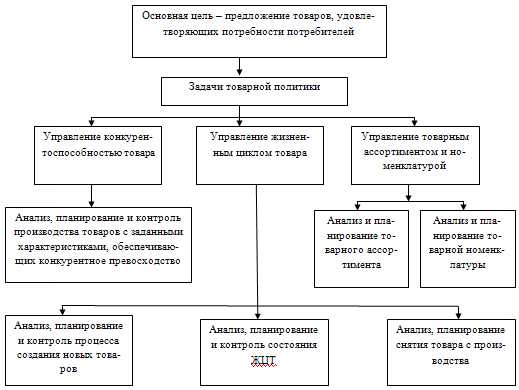 Основная цель – предложение товаров, удовле-
творяющих потребности потребителей
Задачи товарной политики
Управление конкурен-
тоспособностью товара
Управление жизнен-
ным циклом товара
Управление товарным
ассортиментом и но-
менклатурой
Анализ, планирование и контроль
производства товаров с заданными
характеристиками, обеспечиваю-
щих конкурентное превосходство
Анализ и пла-
нирование то-
варного ассор-
тимента
Анализ и пла-
нирование то-
варной номенк-
латуры
Анализ, планирование
и контроль процесса
создания новых това-
ров
Анализ, планирование
и контроль состояния
ЖЦТ
Анализ, планирование
снятия товара с произ-
водства